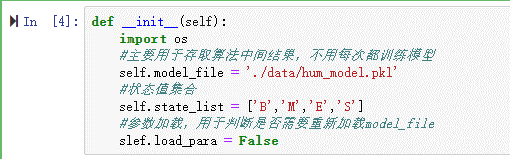 In [4]: def __init__(self):
import os
#主要用于存取算法中间结果，不用每次都训练模型
self.model_file = './data/hum_model.pkl'
#状态值集合
self.state_list = ['B','M','E','S']
#参数加载，用于判断是否需要重新加载model_file
slef.load_para = False